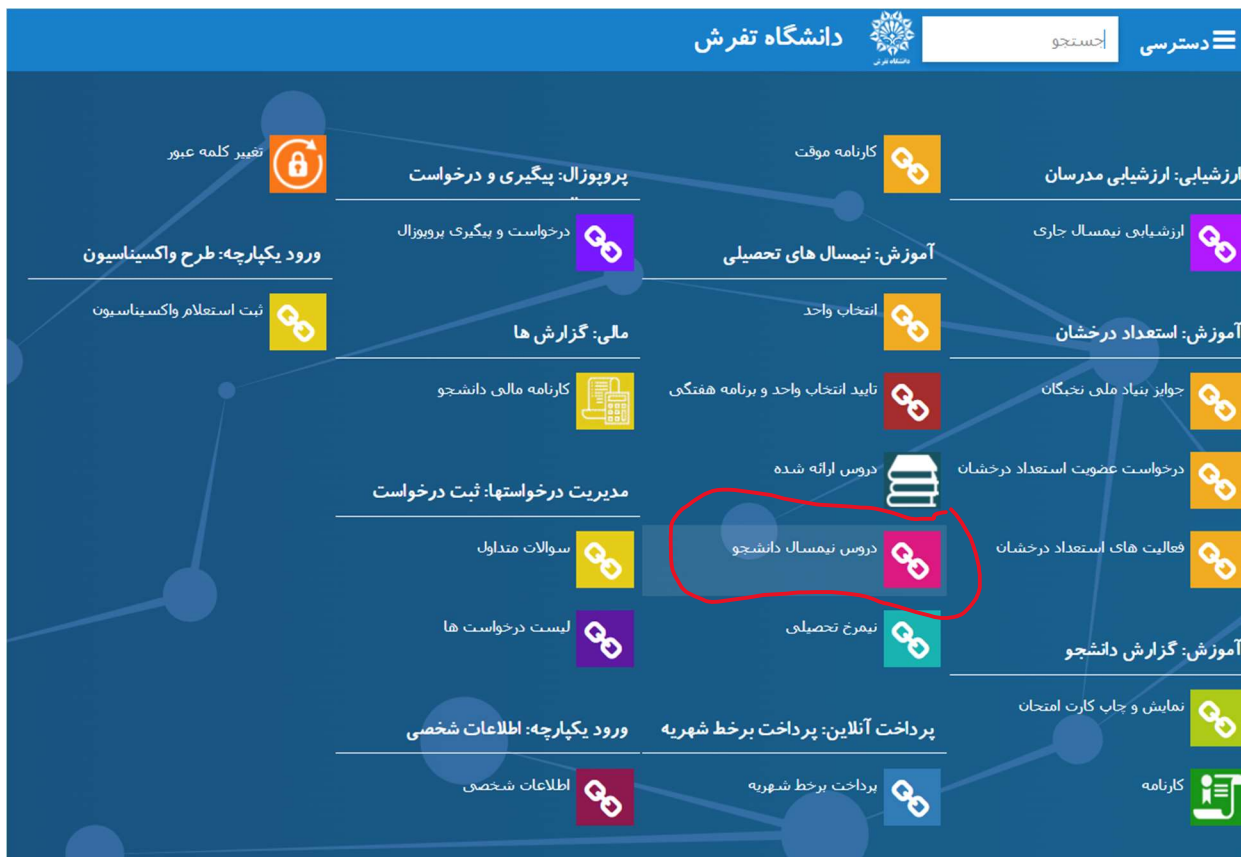 دسترسی
جستجو
دانشگاه تفرش
دانشگاه تفرش
ارزشیابی: ارزشیابی مدرسان
ارزشیابی نیمسال جاری
آموزش: استعداد درخشان
جوایز بنیاد ملی نخبگان
درخواست عضویت استعداد درخشان
فعالیت های استعداد درخشان
آموزش: گزارش دانشجو
نمایش و چاپ کارت امتحان
کارنامه
کارنامه موقت
آموزش: نیمسال های تحصیلی
انتخاب واحد
تایید انتخاب واحد و برنامه هفتگی
دروس ارائه شده
دروس نیمسال دانشجو
نیمرخ تحصیلی
پرداخت آنلاین: پرداخت برخط شهریه
پرداخت برخط شهریه
پروپوزال: پیگیری و درخواست
درخواست و پیگیری پروپوزال
مالی: گزارش ها
کارنامه مالی دانشجو
مدیریت درخواستها: ثبت درخواست
سوالات متداول
لیست درخواست ها
ورود یکپارچه: اطلاعات شخصی
اطلاعات شخصی
تغییر کلمه عبور
ورود یکپارچه: طرح واکسیناسیون
ثبت استعلام واکسیناسیون